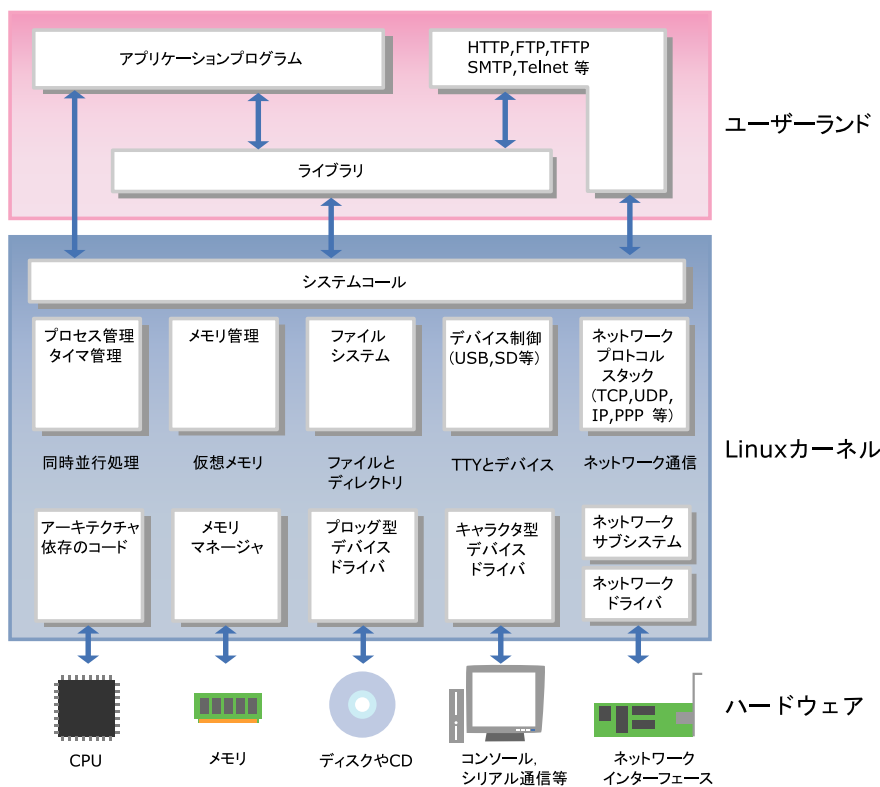 アプリケーションプログラム
HTTP,FTP,TFTP
SMTP,Telnet 等
ライブラリ
ユーザーランド
システムコール
プロセス管理
タイマ管理
メモリ管理
ファイル
システム
デバイス制御
(USB,SD等)
ネットワーク
プロトコル
スタック
(TCP,UDP,
IP,PPP 等)
同時並行処理
仮想メモリ
ファイルと
ディレクトリ
TTYとデバイス
ネットワーク通信
Linuxカーネル
アーキテクチャ
依存のコード
メモリ
マネージャ
ブロッグ型
デバイス
ドライバ
キャラクタ型
デバイス
ドライバ
ネットワーク
サブシステム
ネットワーク
ドライバ
ハードウェア
CPU
メモリ
ディスクやCD
コンソール,
シリアル通信等
ネットワーク
インターフェース